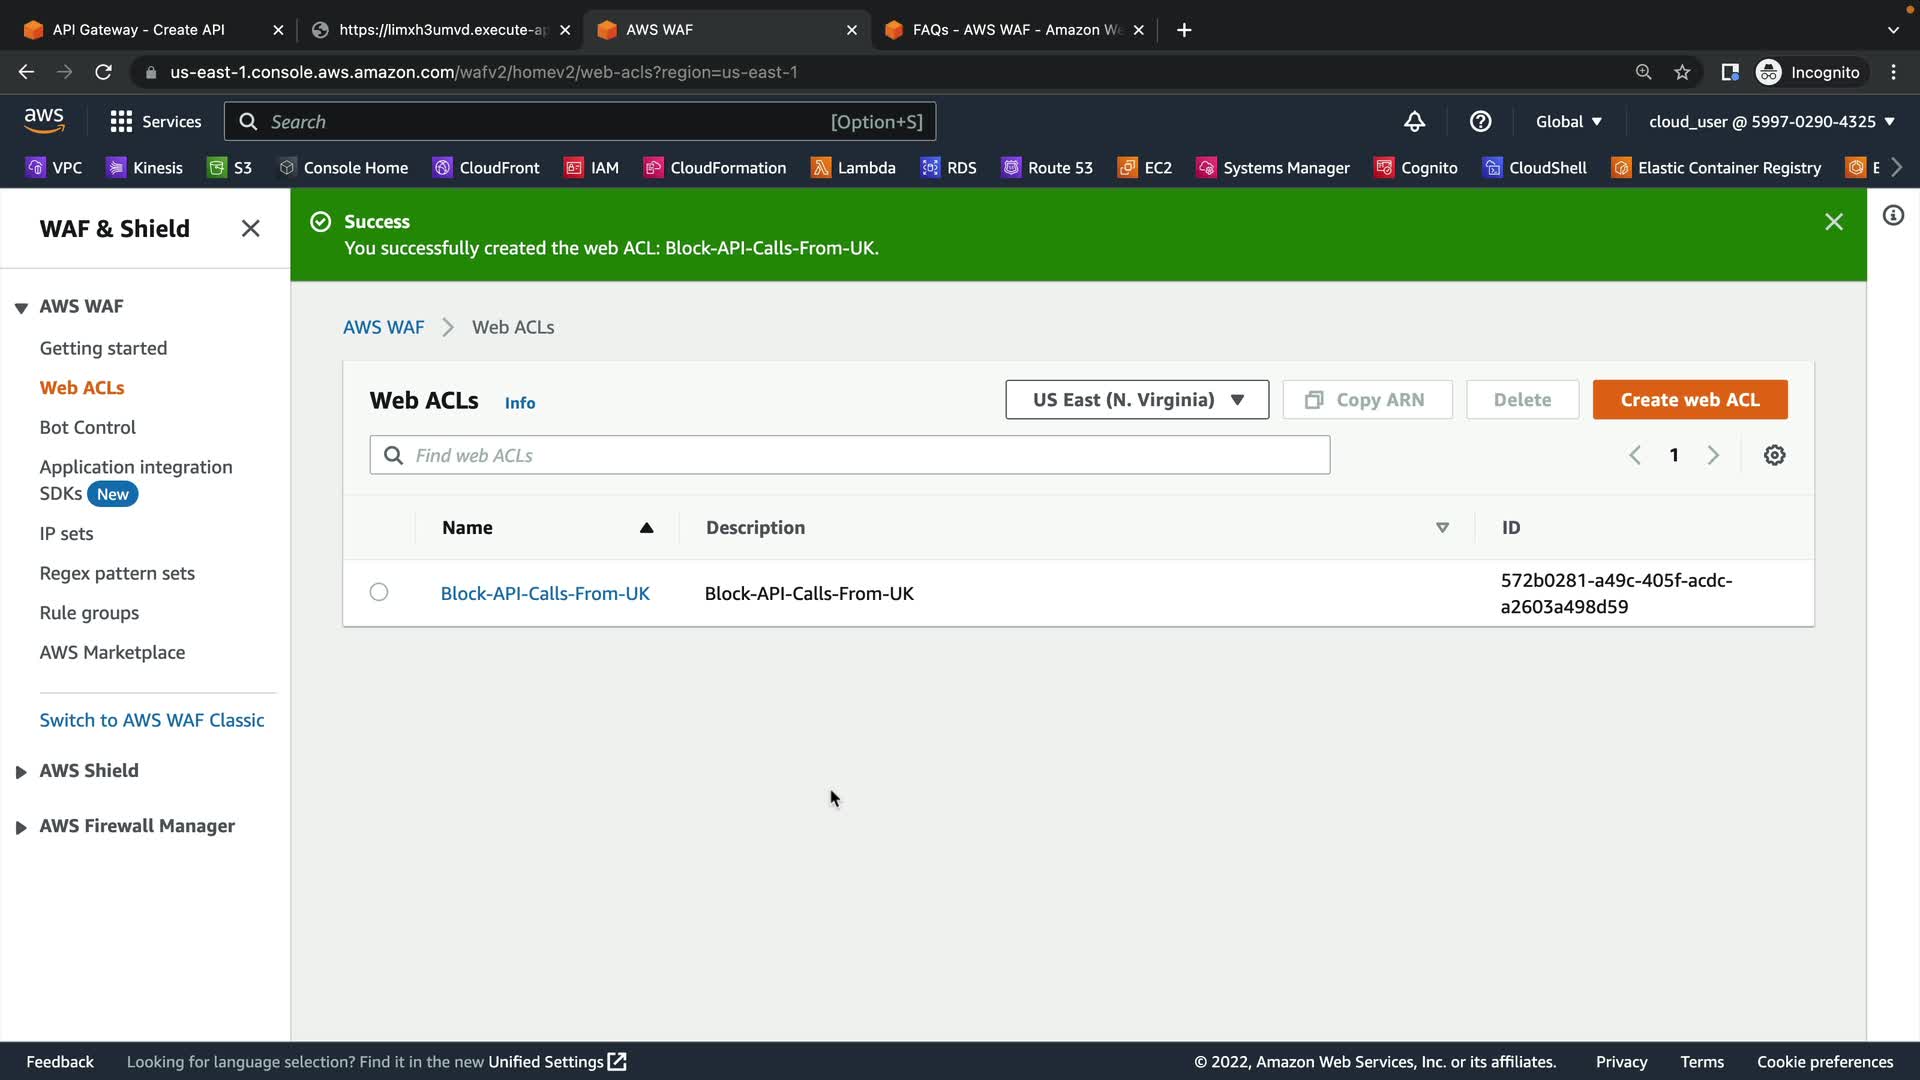 API Gateway - Create API
https://limxh3umvd.execute-ap
AWS WAF
FAQs - AWS WAF - Amazon We
us-east-1.console.aws.amazon.com/wafv2/homev2/web-acls?region=us-east-1
Incognito
aws
Services
Search
[Option+S]
Global
cloud_user @ 5997-0290-4325
VPC
Kinesis
S3
Console Home
CloudFront
IAM
CloudFormation
Lambda
RDS
Route 53
EC2
Systems Manager
Cognito
CloudShell
Elastic Container Registry
E
WAF & Shield
AWS WAF
Getting started
Web ACLs
Bot Control
Application integration
SDKs New
IP sets
Regex pattern sets
Rule groups
AWS Marketplace
Switch to AWS WAF Classic
AWS Shield
AWS Firewall Manager
Success
You successfully created the web ACL: Block-API-Calls-From-UK.
AWS WAF
Web ACLs
Web ACLs Info
US East (N. Virginia)
Copy ARN
Delete
Create web ACL
Find web ACLs
1
Name
Description
ID
Block-API-Calls-From-UK
Block-API-Calls-From-UK
572b0281-a49c-405f-acdc-
a2603a498d59
Feedback
Looking for language selection? Find it in the new Unified Settings
© 2022, Amazon Web Services, Inc. or its affiliates.
Privacy
Terms
Cookie preferences